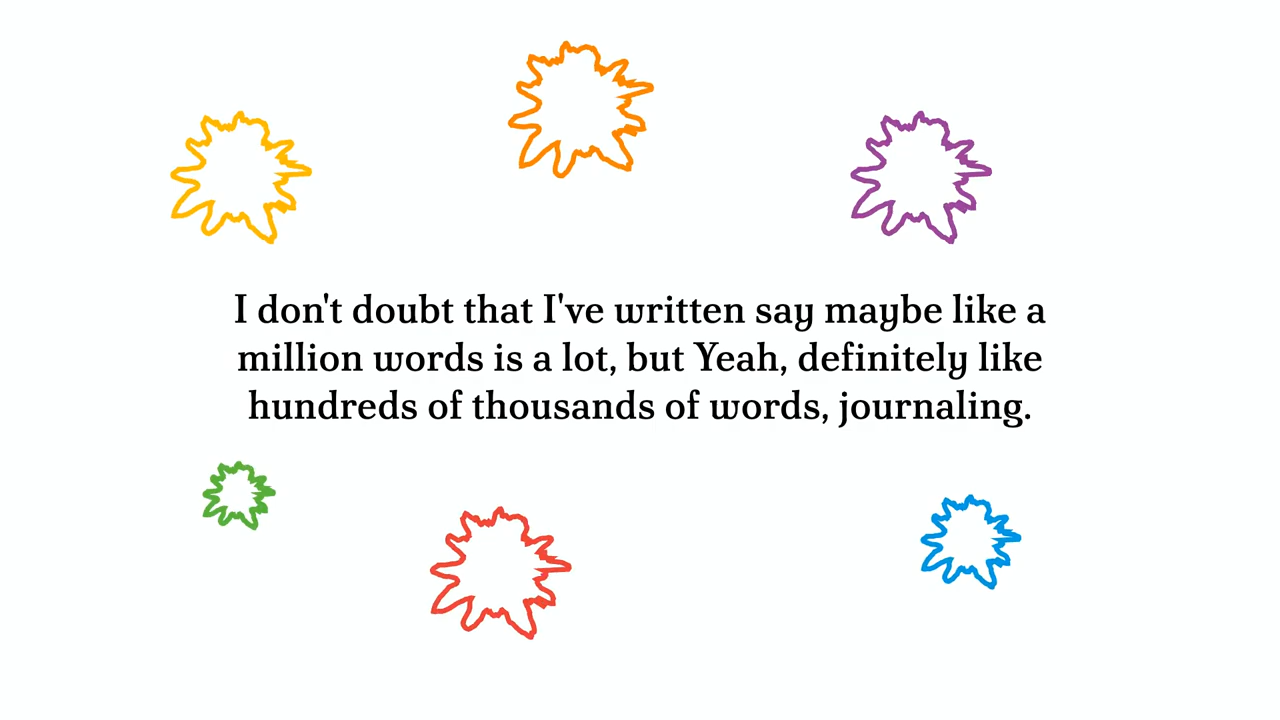 I don't doubt that I've written say maybe like a
million words is a lot, but Yeah, definitely like
hundreds of thousands of words, journaling.